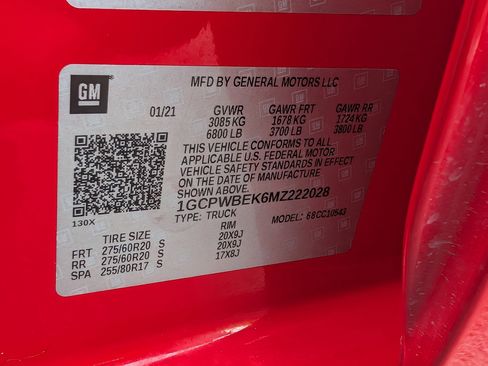 GM
MFD BY GENERAL MOTORS LLC
01/21 GVWR GAWR FRT GAWR RR
3085 KG 1678 KG 1724 KG
6800 LB 3700 LB 3800 LB
THIS VEHICLE CONFORMS TO ALL
APPLICABLE U.S. FEDERAL MOTOR
VEHICLE SAFETY STANDARDS IN EFFECT
ON THE DATE OF MANUFACTURE
SHOWN ABOVE.
1GCPWBEK6MZ222028
130X
TYPE: TRUCK MODEL: 68CC10543
TIRE SIZE RIM
FRT 275/60R20 S 20X9J
RR 275/60R20 S 20X9J
SPA 255/80R17 S 17X8J